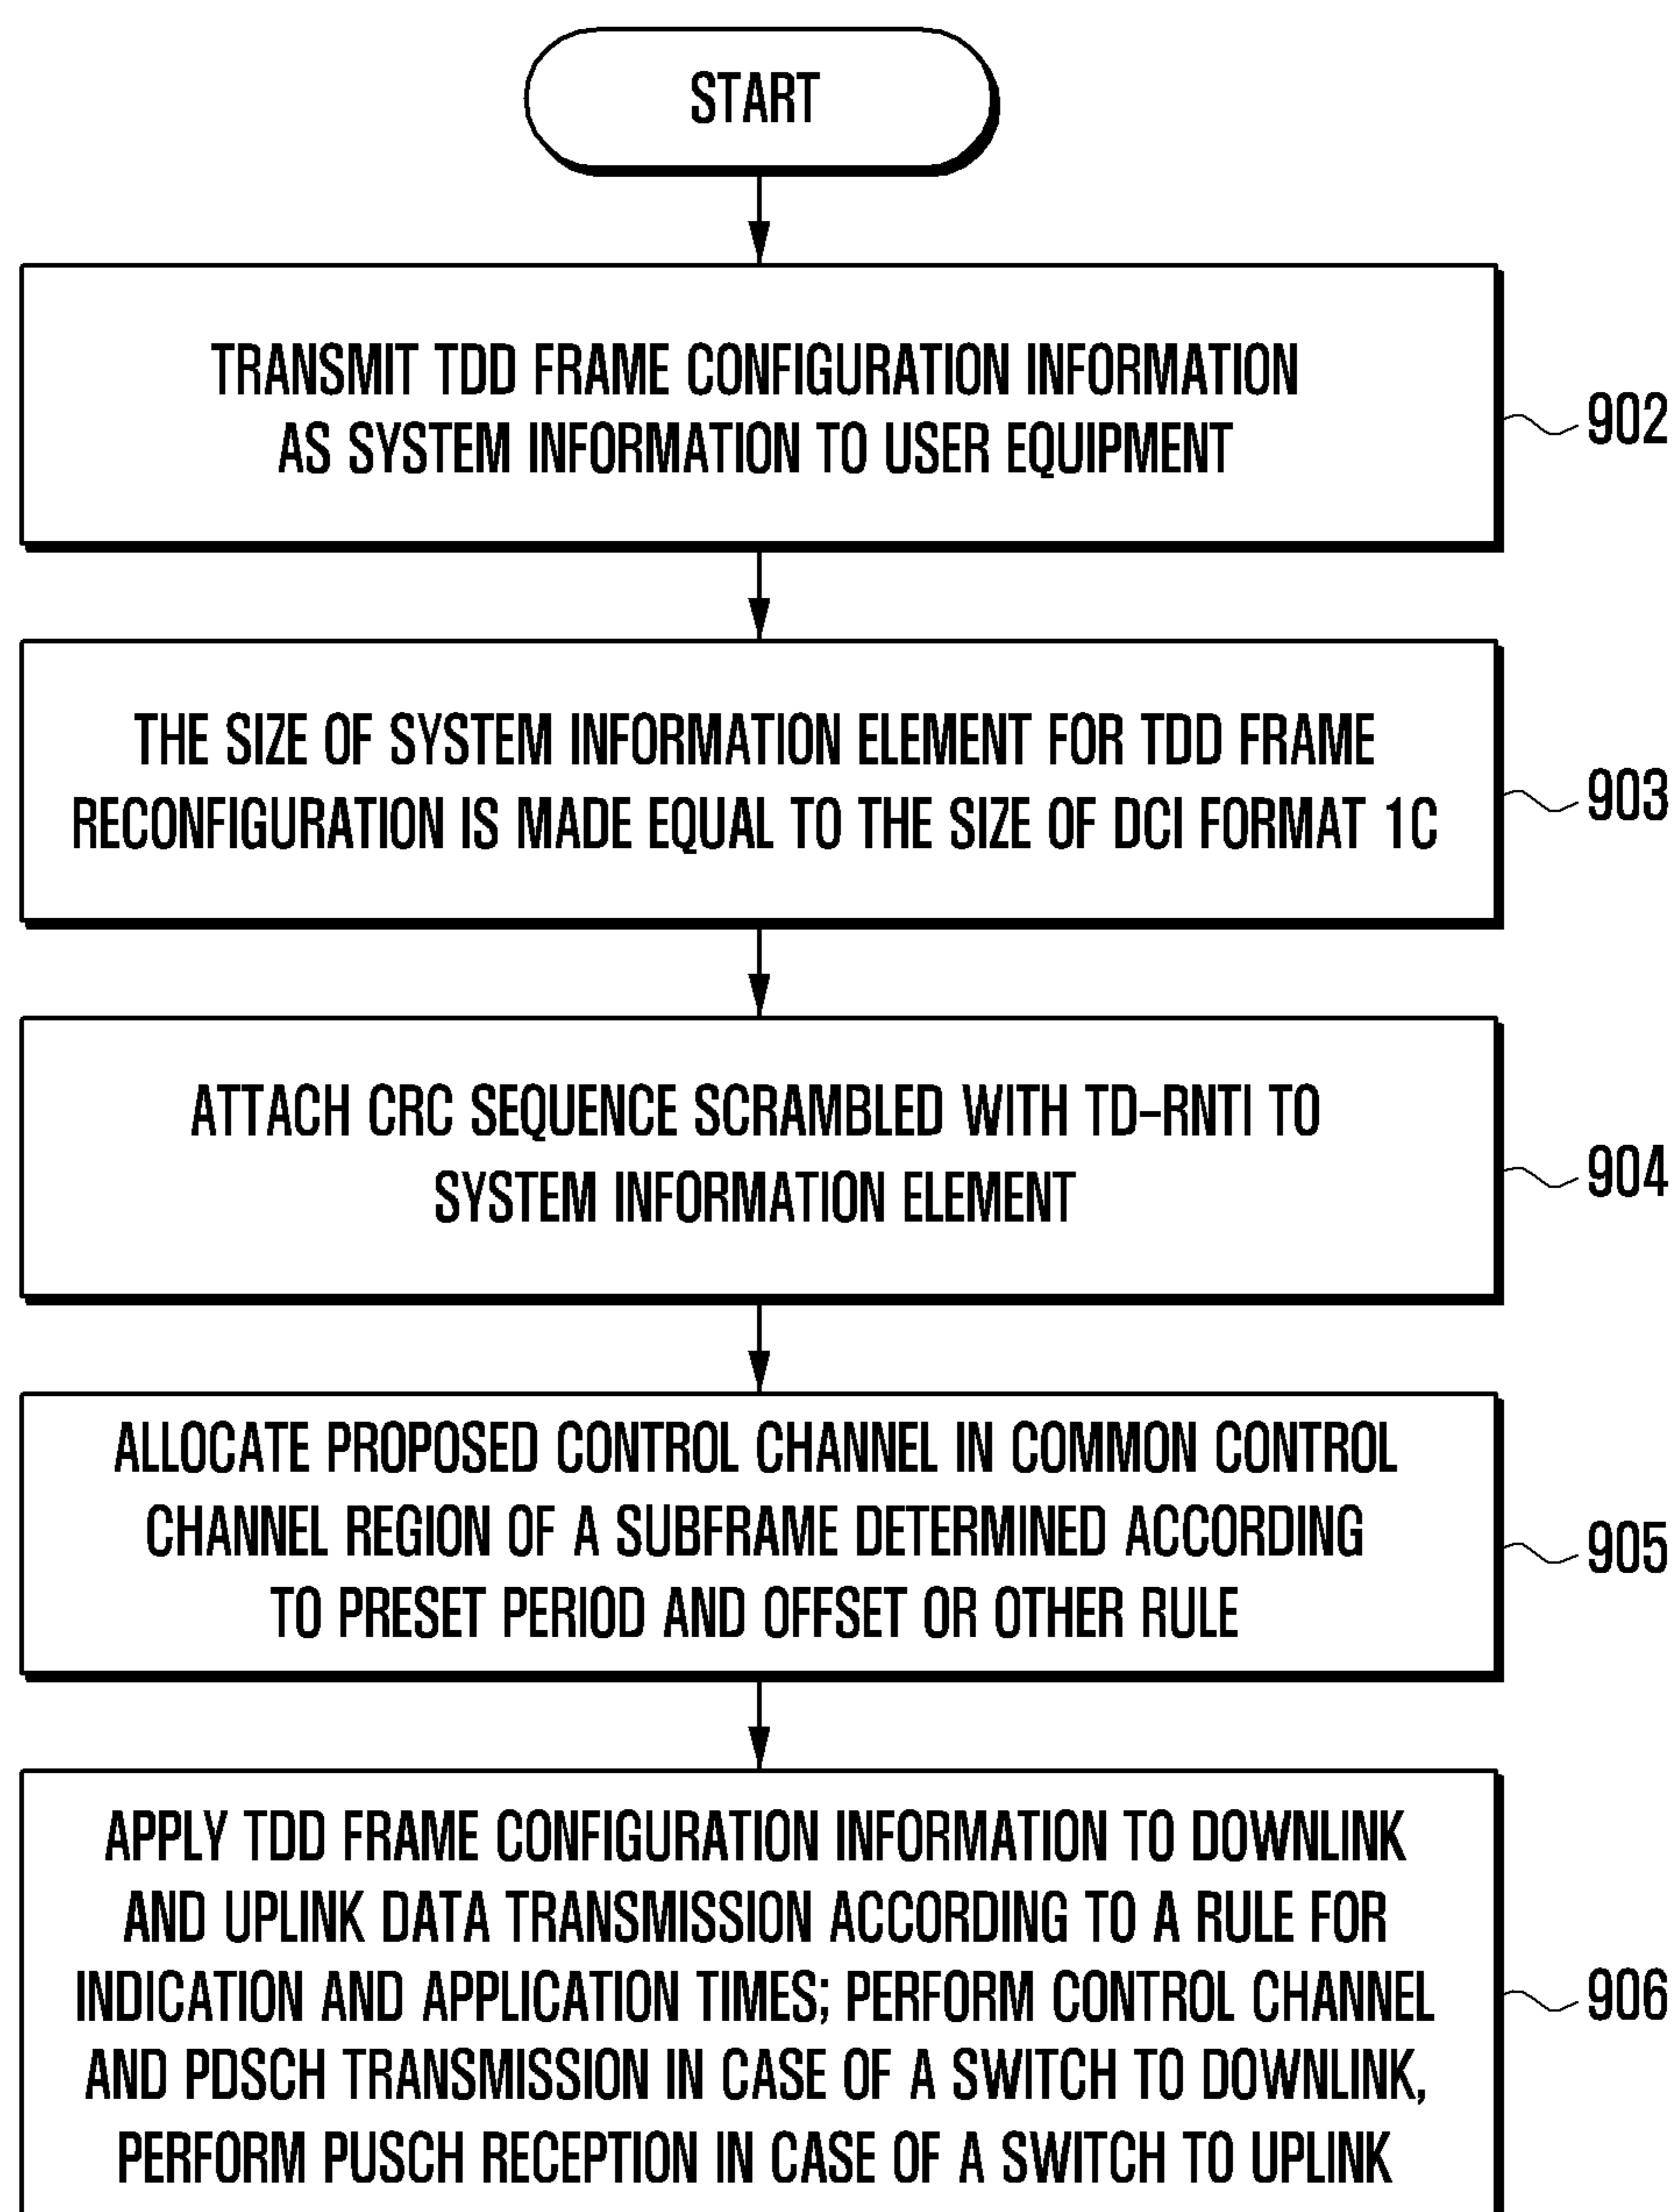 START
TRANSMIT TDD FRAME CONFIGURATION INFORMATION
AS SYSTEM INFORMATION TO USER EQUIPMENT
902
THE SIZE OF SYSTEM INFORMATION ELEMENT FOR TDD FRAME
RECONFIGURATION IS MADE EQUAL TO THE SIZE OF DCI FORMAT 1C
903
ATTACH CRC SEQUENCE SCRAMBLED WITH TD-RNTI TO
SYSTEM INFORMATION ELEMENT
904
ALLOCATE PROPOSED CONTROL CHANNEL IN COMMON CONTROL
CHANNEL REGION OF A SUBFRAME DETERMINED ACCORDING
TO PRESET PERIOD AND OFFSET OR OTHER RULE
905
APPLY TDD FRAME CONFIGURATION INFORMATION TO DOWNLINK
AND UPLINK DATA TRANSMISSION ACCORDING TO A RULE FOR
INDICATION AND APPLICATION TIMES; PERFORM CONTROL CHANNEL
AND PDSCH TRANSMISSION IN CASE OF A SWITCH TO DOWNLINK,
PERFORM PUSCH RECEPTION IN CASE OF A SWITCH TO UPLINK
906